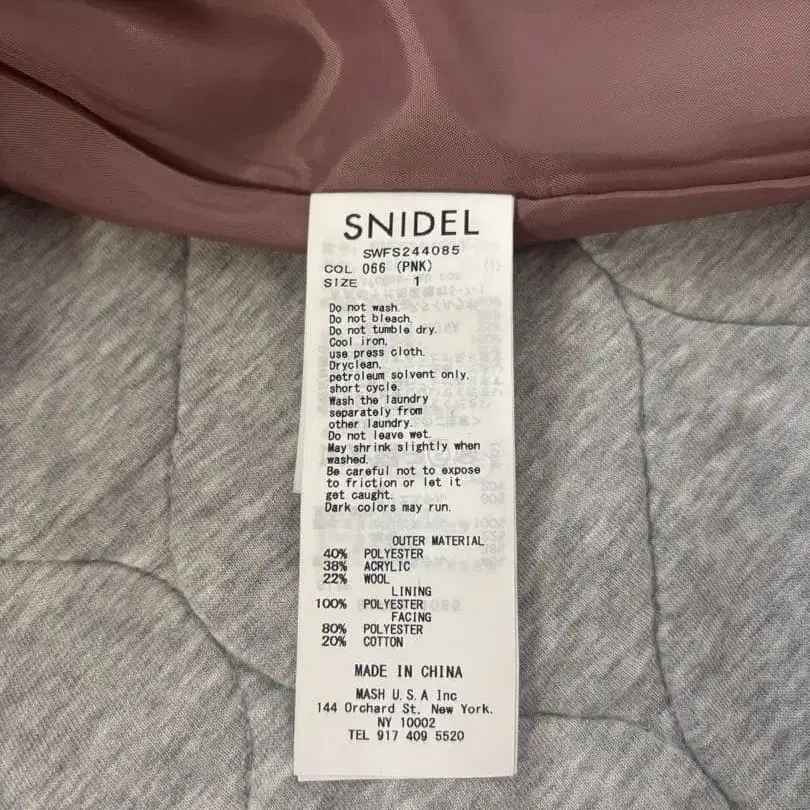 SNIDEL
SWFS244085
COL 066 (PNK)
SIZE 1
Do not wash.
Do not bleach.
Do not tumble dry.
Cool iron,
use press cloth.
Dryclean,
petroleum solvent only.
short cycle.
Wash the laundry
separately from
other laundry.
Do not leave wet.
May shrink slightly when
washed.
Be careful not to expose
to friction or let it
get caught.
Dark colors may run.
OUTER MATERIAL
40% POLYESTER
38% ACRYLIC
22% WOOL
LINING
100% POLYESTER
FACING
80% POLYESTER
20% COTTON
MADE IN CHINA
MASH U.S.A Inc
144 Orchard St, New York.
NY 10002
TEL 917 409 5520